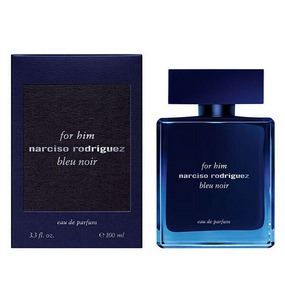 for him
narciso rodriguez
bleu noir
eau de parfum
3.3 fl. oz. ℮ 100 ml
for him
narciso rodriguez
bleu noir
eau de parfum